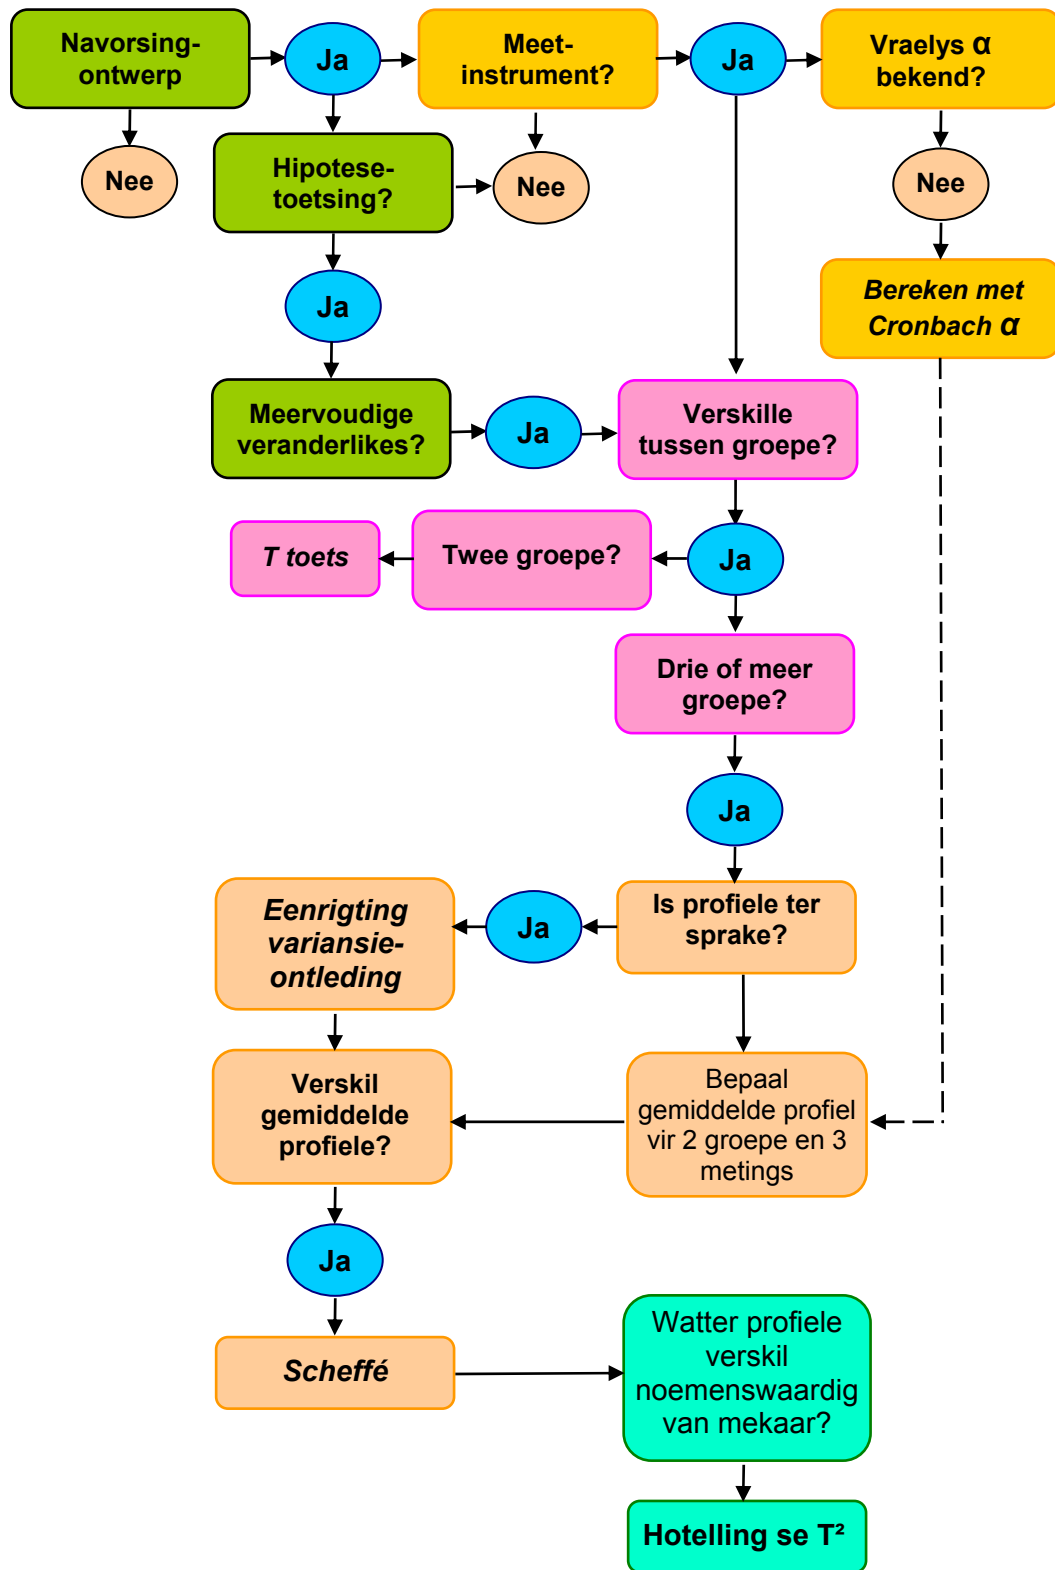 Navorsing-
ontwerp
Ja
Meet-
instrument?
Ja
Vraelys α
bekend?
Nee
Hipotese-
toetsing?
Nee
Nee
Ja
Bereken met
Cronbach α
Meervoudige
veranderlikes?
Ja
Verskille
tussen groepe?
T toets
Twee groepe?
Ja
Drie of meer
groepe?
Ja
Eenrigting
variansie-
ontleding
Ja
Is profiele ter
sprake?
Verskil
gemiddelde
profiele?
Bepaal
gemiddelde profiel
vir 2 groepe en 3
metings
Ja
Scheffé
Watter profiele
verskil
noemenswaardig
van mekaar?
Hotelling se T²